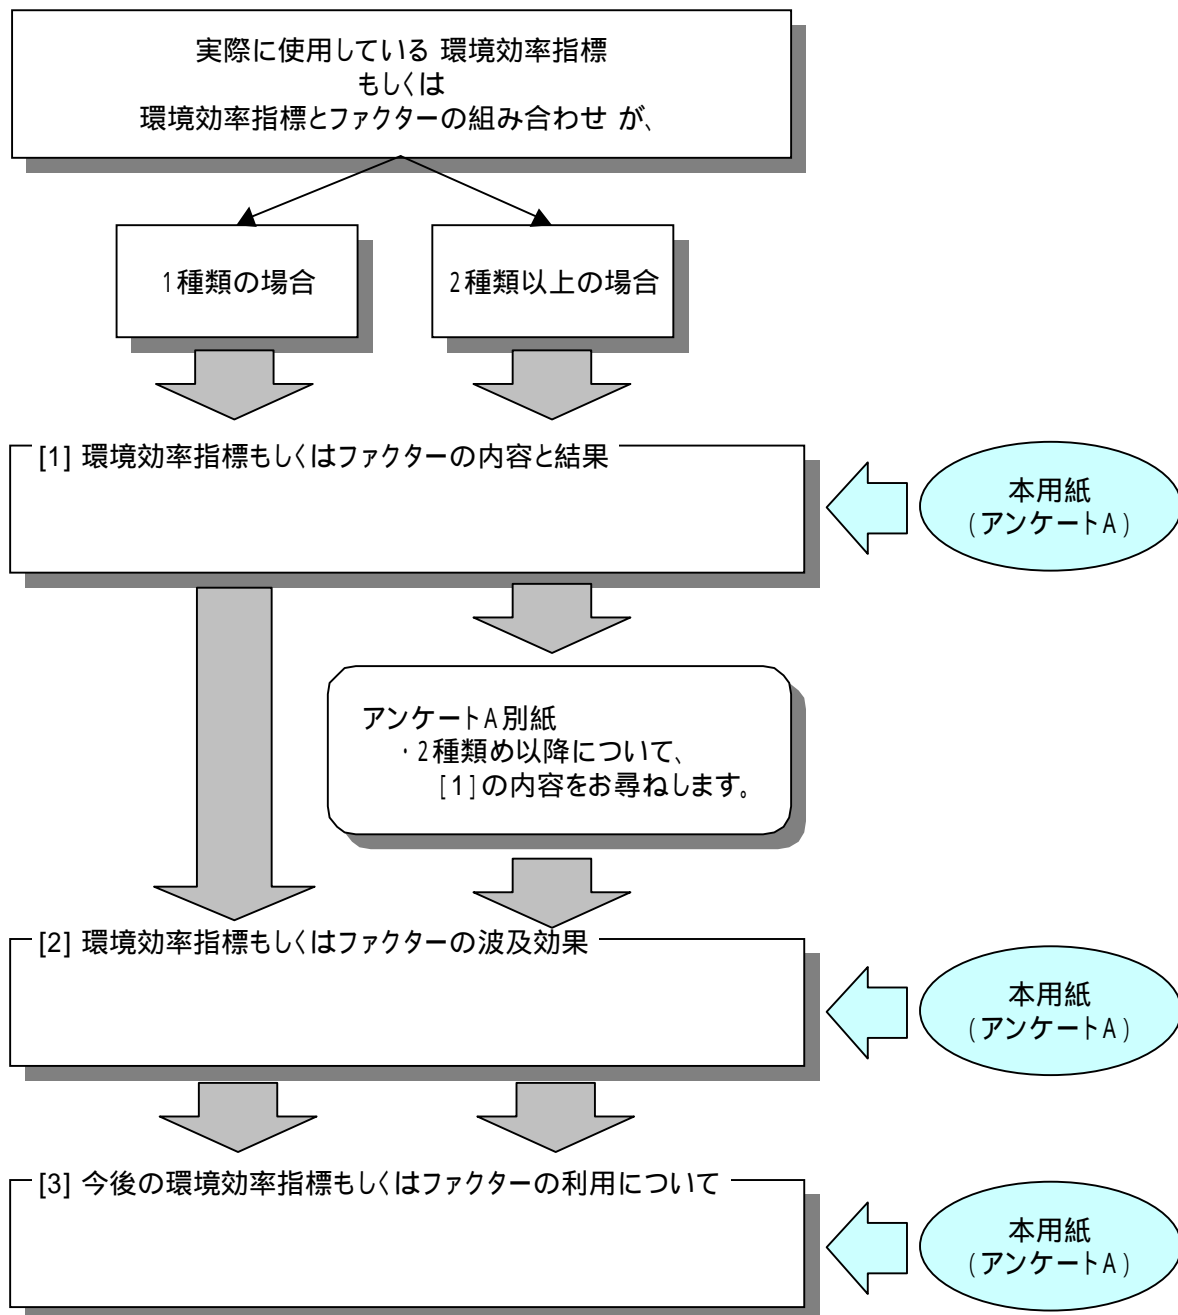 実際に使用している 環境効率指標
もしくは
環境効率指標とファクターの組み合わせ が、
1種類の場合
2種類以上の場合
[1] 環境効率指標もしくはファクターの内容と結果
本用紙
(アンケートA)
アンケートA別紙
・2種類め以降について、
[1]の内容をお尋ねします。
[2] 環境効率指標もしくはファクターの波及効果
本用紙
(アンケートA)
[3] 今後の環境効率指標もしくはファクターの利用について
本用紙
(アンケートA)